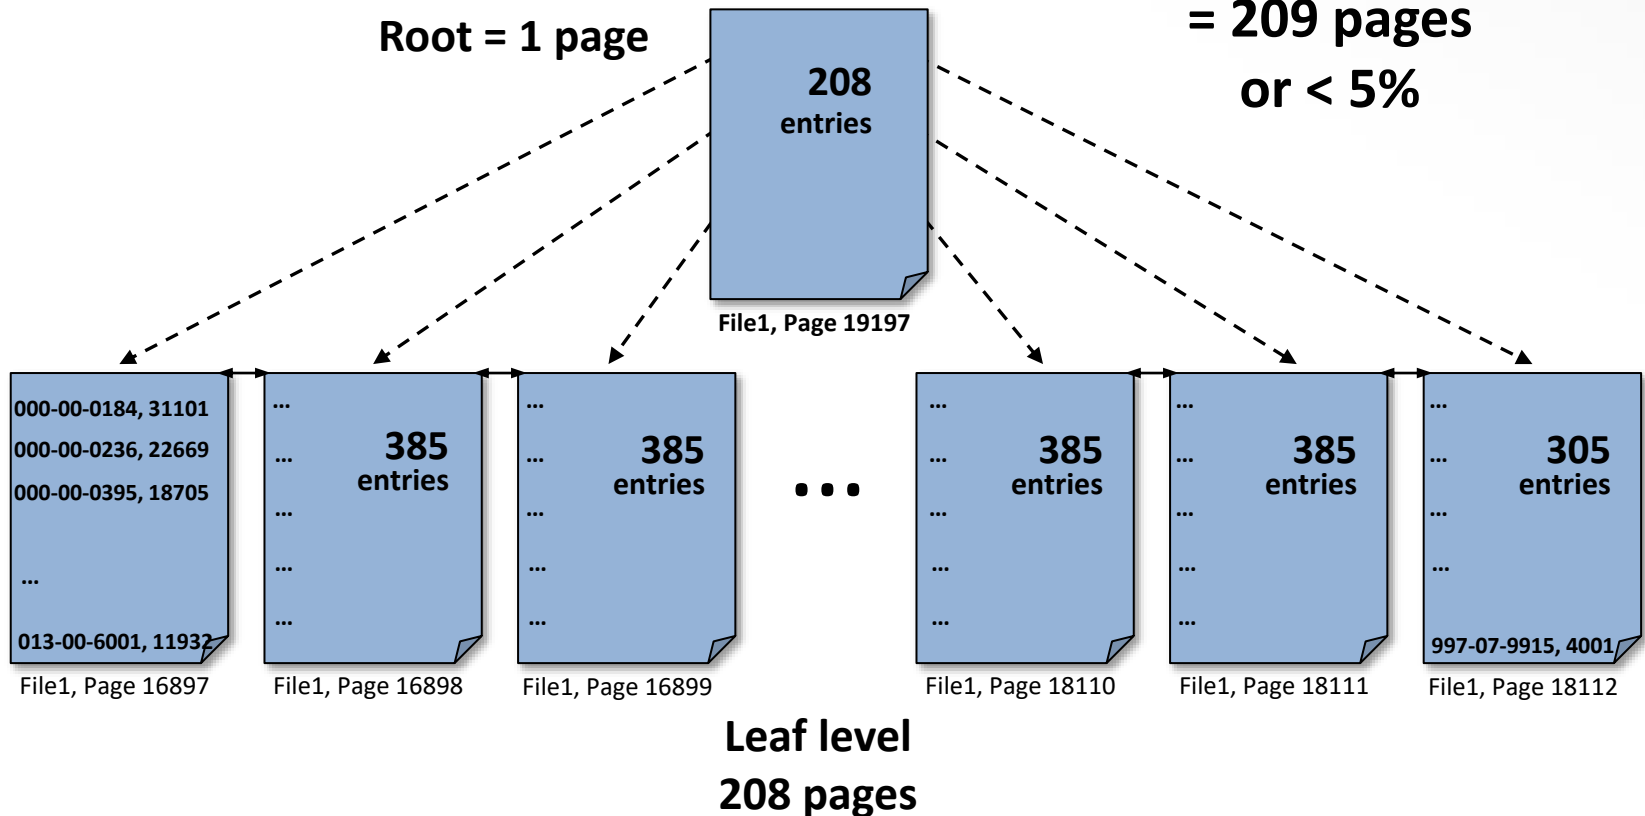 Root = 1 page
= 209 pages
or < 5%
208
entries
File1, Page 19197
000-00-0184, 31101
000-00-0236, 22669
000-00-0395, 18705
...
013-00-6001, 11932
File1, Page 16897
...
...
...
...
...
385
entries
File1, Page 16898
...
...
...
...
...
385
entries
File1, Page 16899
...
...
...
...
...
...
385
entries
File1, Page 18110
...
...
...
...
...
385
entries
File1, Page 18111
...
...
...
...
305
entries
997-07-9915, 4001
File1, Page 18112
Leaf level
208 pages